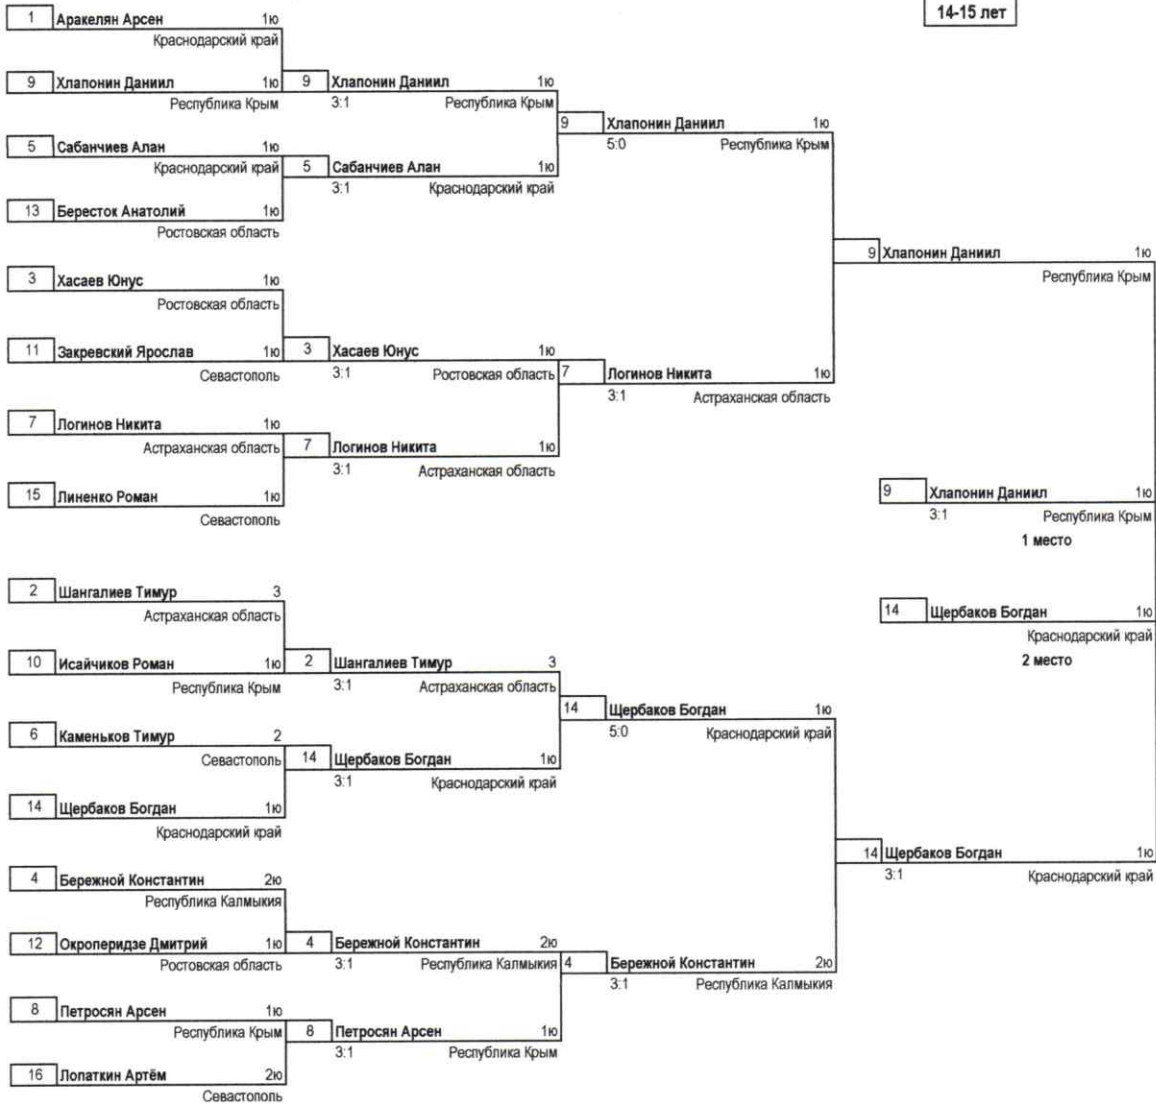 14-15 лет
1 Аракелян Арсен 1ю
Краснодарский край
9 Хлапонин Даниил 1ю
Республика Крым
9 Хлапонин Даниил 1ю
3:1 Республика Крым
5 Сабанчиев Алан 1ю
Краснодарский край
13 Бересток Анатолий 1ю
Ростовская область
5 Сабанчиев Алан 1ю
3:1 Краснодарский край
9 Хлапонин Даниил 1ю
5:0 Республика Крым
3 Хасаев Юнус 1ю
Ростовская область
11 Закревский Ярослав 1ю
Севастополь
3 Хасаев Юнус 1ю
3:1 Ростовская область
7 Логинов Никита 1ю
Астраханская область
15 Линенко Роман 1ю
Севастополь
7 Логинов Никита 1ю
3:1 Астраханская область
7 Логинов Никита 1ю
3:1 Астраханская область
9 Хлапонин Даниил 1ю
Республика Крым
9 Хлапонин Даниил 1ю
3:1 Республика Крым
1 место
14 Щербаков Богдан 1ю
Краснодарский край
2 место
2 Шангалиев Тимур 3
Астраханская область
10 Исайчиков Роман 1ю
Республика Крым
2 Шангалиев Тимур 3
3:1 Астраханская область
6 Каменьков Тимур 2
Севастополь
14 Щербаков Богдан 1ю
Краснодарский край
14 Щербаков Богдан 1ю
3:1 Краснодарский край
14 Щербаков Богдан 1ю
5:0 Краснодарский край
4 Бережной Константин 2ю
Республика Калмыкия
12 Окроперидзе Дмитрий 1ю
Ростовская область
4 Бережной Константин 2ю
3:1 Республика Калмыкия
8 Петросян Арсен 1ю
Республика Крым
16 Лопаткин Артём 2ю
Севастополь
8 Петросян Арсен 1ю
3:1 Республика Крым
4 Бережной Константин 2ю
3:1 Республика Калмыкия
14 Щербаков Богдан 1ю
3:1 Краснодарский край